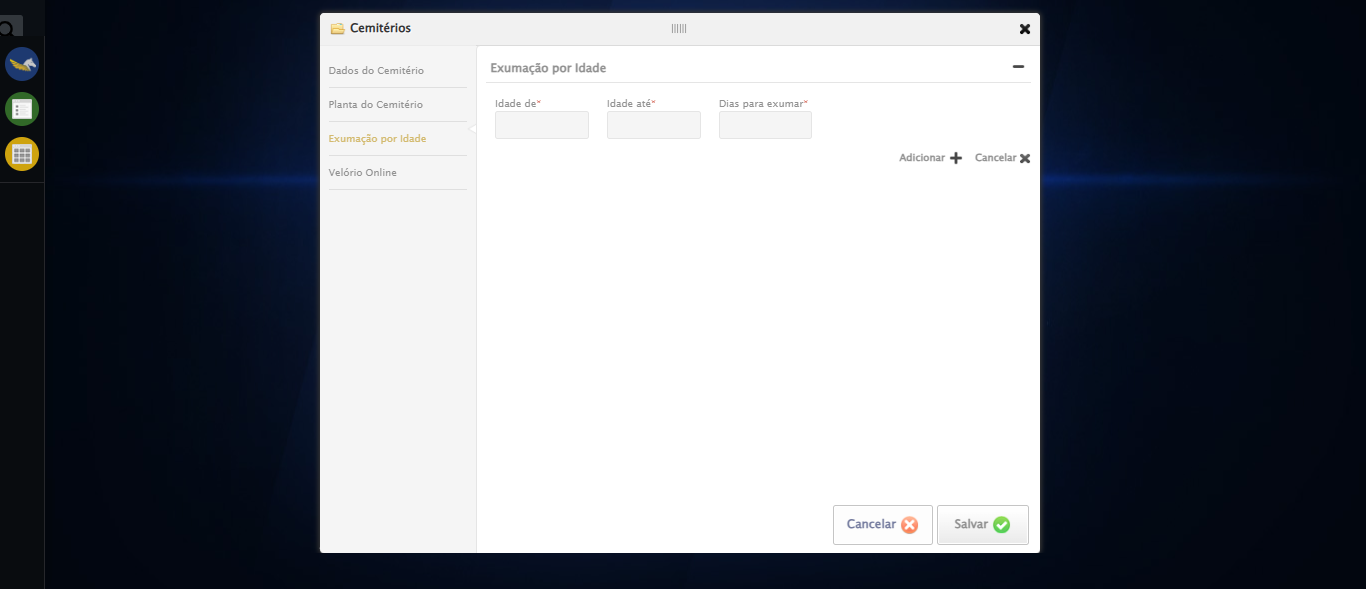 Cemitérios
Dados do Cemitério
Planta do Cemitério
Exumação por Idade
Velório Online
Exumação por Idade
Idade de* Idade até* Dias para exumar*
Adicionar Cancelar
Cancelar Salvar